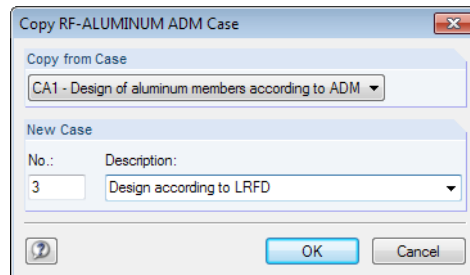 Copy RF-ALUMINUM ADM Case
Copy from Case
CA1 - Design of aluminum members according to ADM
New Case
No.: Description:
3 Design according to LRFD
OK Cancel